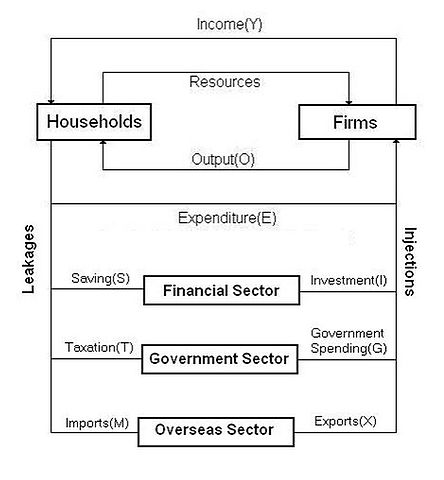 Income(Y)
Resources
Households
Firms
Output(O)
Expenditure(E)
Leakages
Injections
Saving(S)
Financial Sector
Investment(I)
Taxation(T)
Government Sector
Government
Spending(G)
Imports(M)
Overseas Sector
Exports(X)